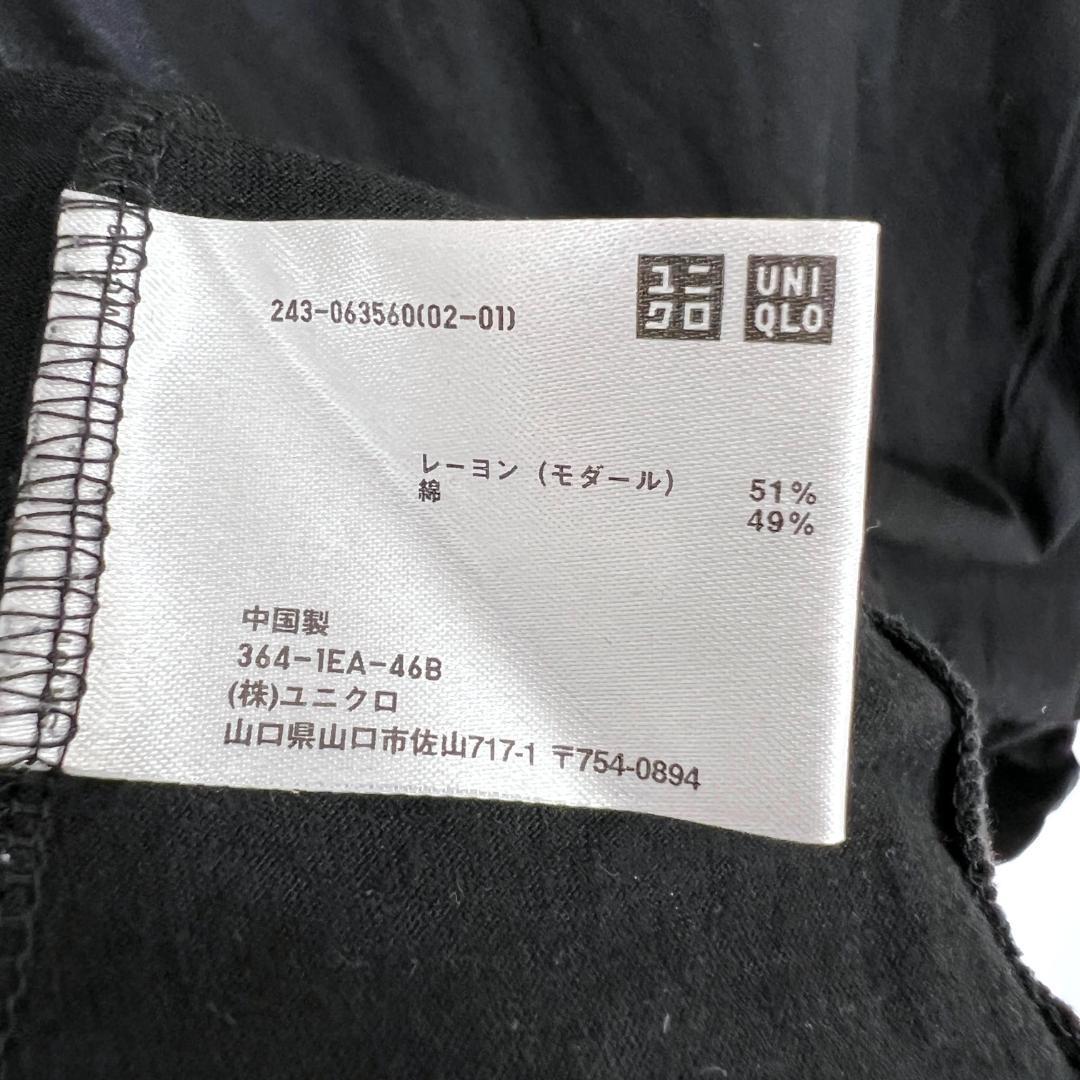 243-063560(02-01)
ユニ
クロ
UNI
QLO
レーヨン (モダール) 51%
綿 49%
中国製
364-1EA-46B
(株)ユニクロ
山口県山口市佐山717-1 〒754-0894